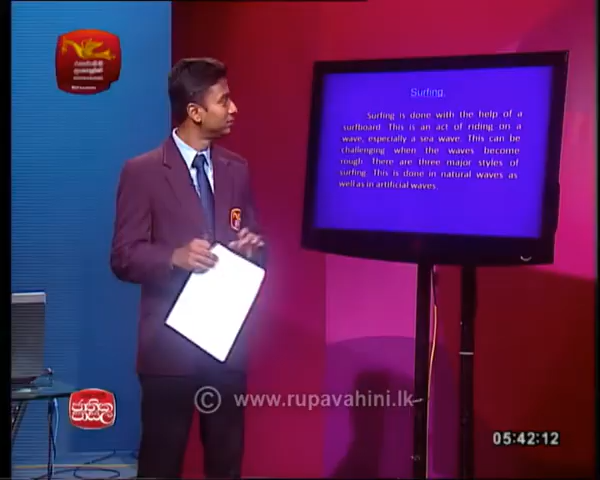 Surfing.
Surfing is done with the help of a
surfboard. This is an act of riding on a
wave, especially a sea wave. This can be
challenging when the waves become
rough. There are three major styles of
surfing. This is done in natural waves as
well as in artificial waves.
© www.rupavahini.lk
05:42:12